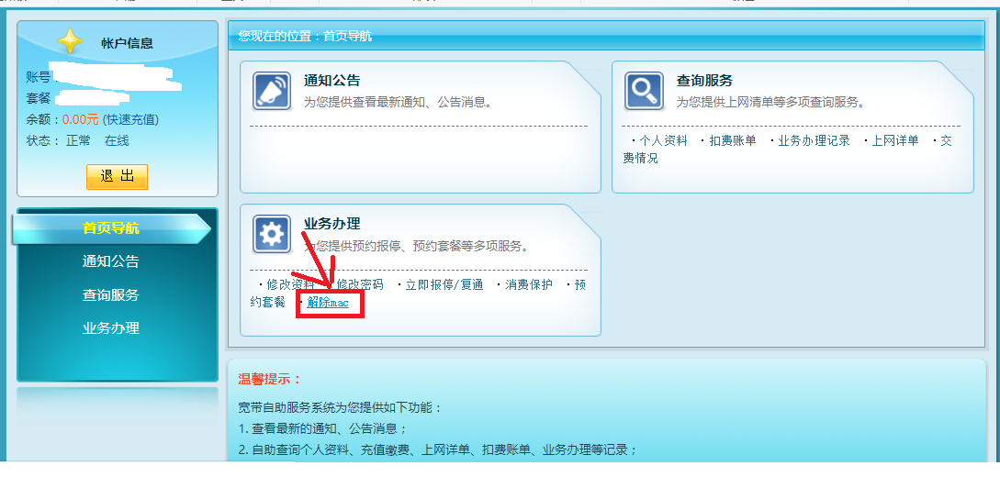 帐户信息
账号
套餐
余额：0.00元 (快速充值)
状态： 正常 在线
退 出
首页导航
通知公告
查询服务
业务办理
您现在的位置：首页导航
通知公告
为您提供查看最新通知、公告消息。
查询服务
为您提供上网清单等多项查询服务。
·个人资料 ·扣费账单 ·业务办理记录 ·上网详单 ·交
费情况
业务办理
为您提供预约报停、预约套餐等多项服务。
·修改资料 ·修改密码 ·立即报停/复通 ·消费保护 ·预
约套餐 ·解除mac
温馨提示：
宽带自助服务系统为您提供如下功能：
1. 查看最新的通知、公告消息；
2. 自助查询个人资料、充值缴费、上网详单、扣费账单、业务办理等记录；